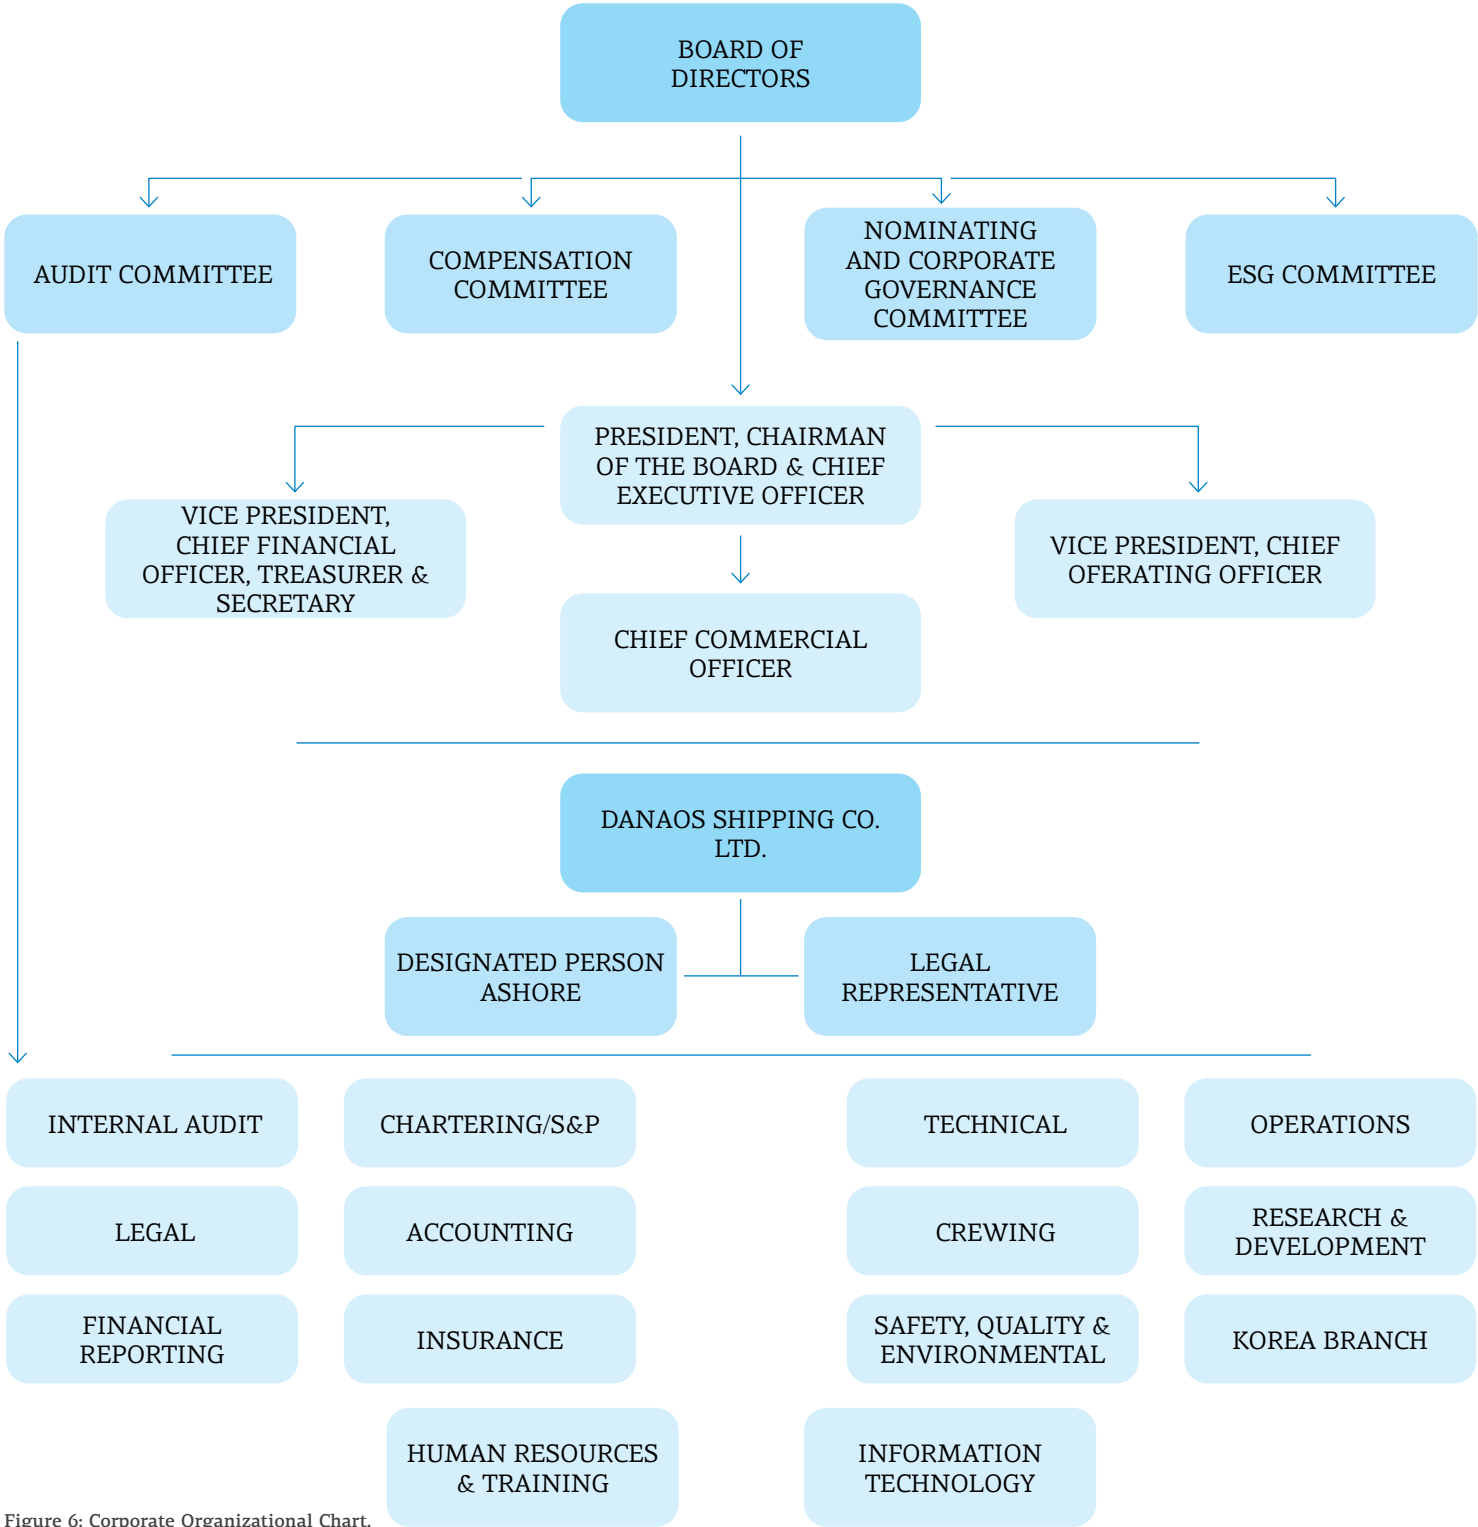 BOARD OF
DIRECTORS
AUDIT COMMITTEE
COMPENSATION
COMMITTEE
NOMINATING
AND CORPORATE
GOVERNANCE
COMMITTEE
ESG COMMITTEE
PRESIDENT, CHAIRMAN
OF THE BOARD & CHIEF
EXECUTIVE OFFICER
VICE PRESIDENT,
CHIEF FINANCIAL
OFFICER, TREASURER &
SECRETARY
VICE PRESIDENT, CHIEF
OFERATING OFFICER
CHIEF COMMERCIAL
OFFICER
DANAOS SHIPPING CO.
LTD.
DESIGNATED PERSON
ASHORE
LEGAL
REPRESENTATIVE
INTERNAL AUDIT
CHARTERING/S&P
TECHNICAL
OPERATIONS
LEGAL
ACCOUNTING
CREWING
RESEARCH &
DEVELOPMENT
FINANCIAL
REPORTING
INSURANCE
SAFETY, QUALITY &
ENVIRONMENTAL
KOREA BRANCH
HUMAN RESOURCES
& TRAINING
INFORMATION
TECHNOLOGY
Figure 6: Corporate Organizational Chart.